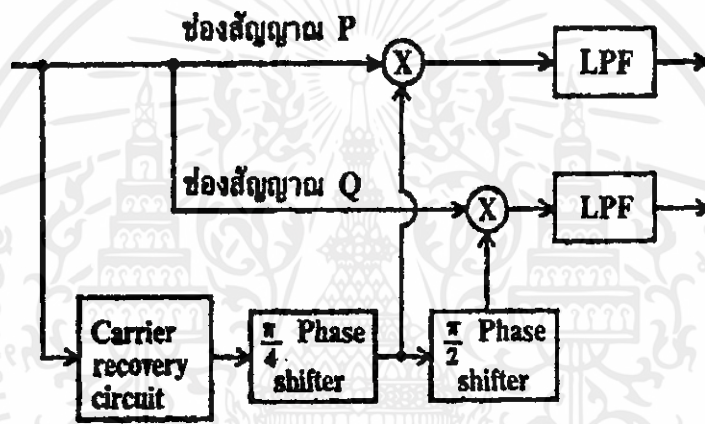 ช่องสัญญาณ P
X
LPF
ช่องสัญญาณ Q
X
LPF
Carrier
recovery
circuit
π/4 Phase
shifter
π/2 Phase
shifter